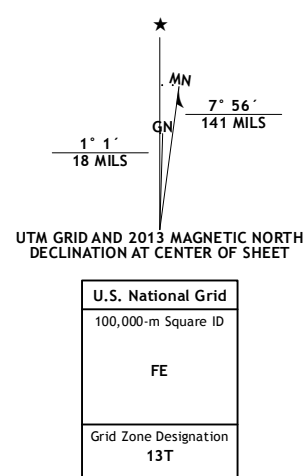 ★
MN
GN
7° 56´
141 MILS
1° 1´
18 MILS
UTM GRID AND 2013 MAGNETIC NORTH
DECLINATION AT CENTER OF SHEET
U.S. National Grid
100,000-m Square ID
FE
Grid Zone Designation
13T